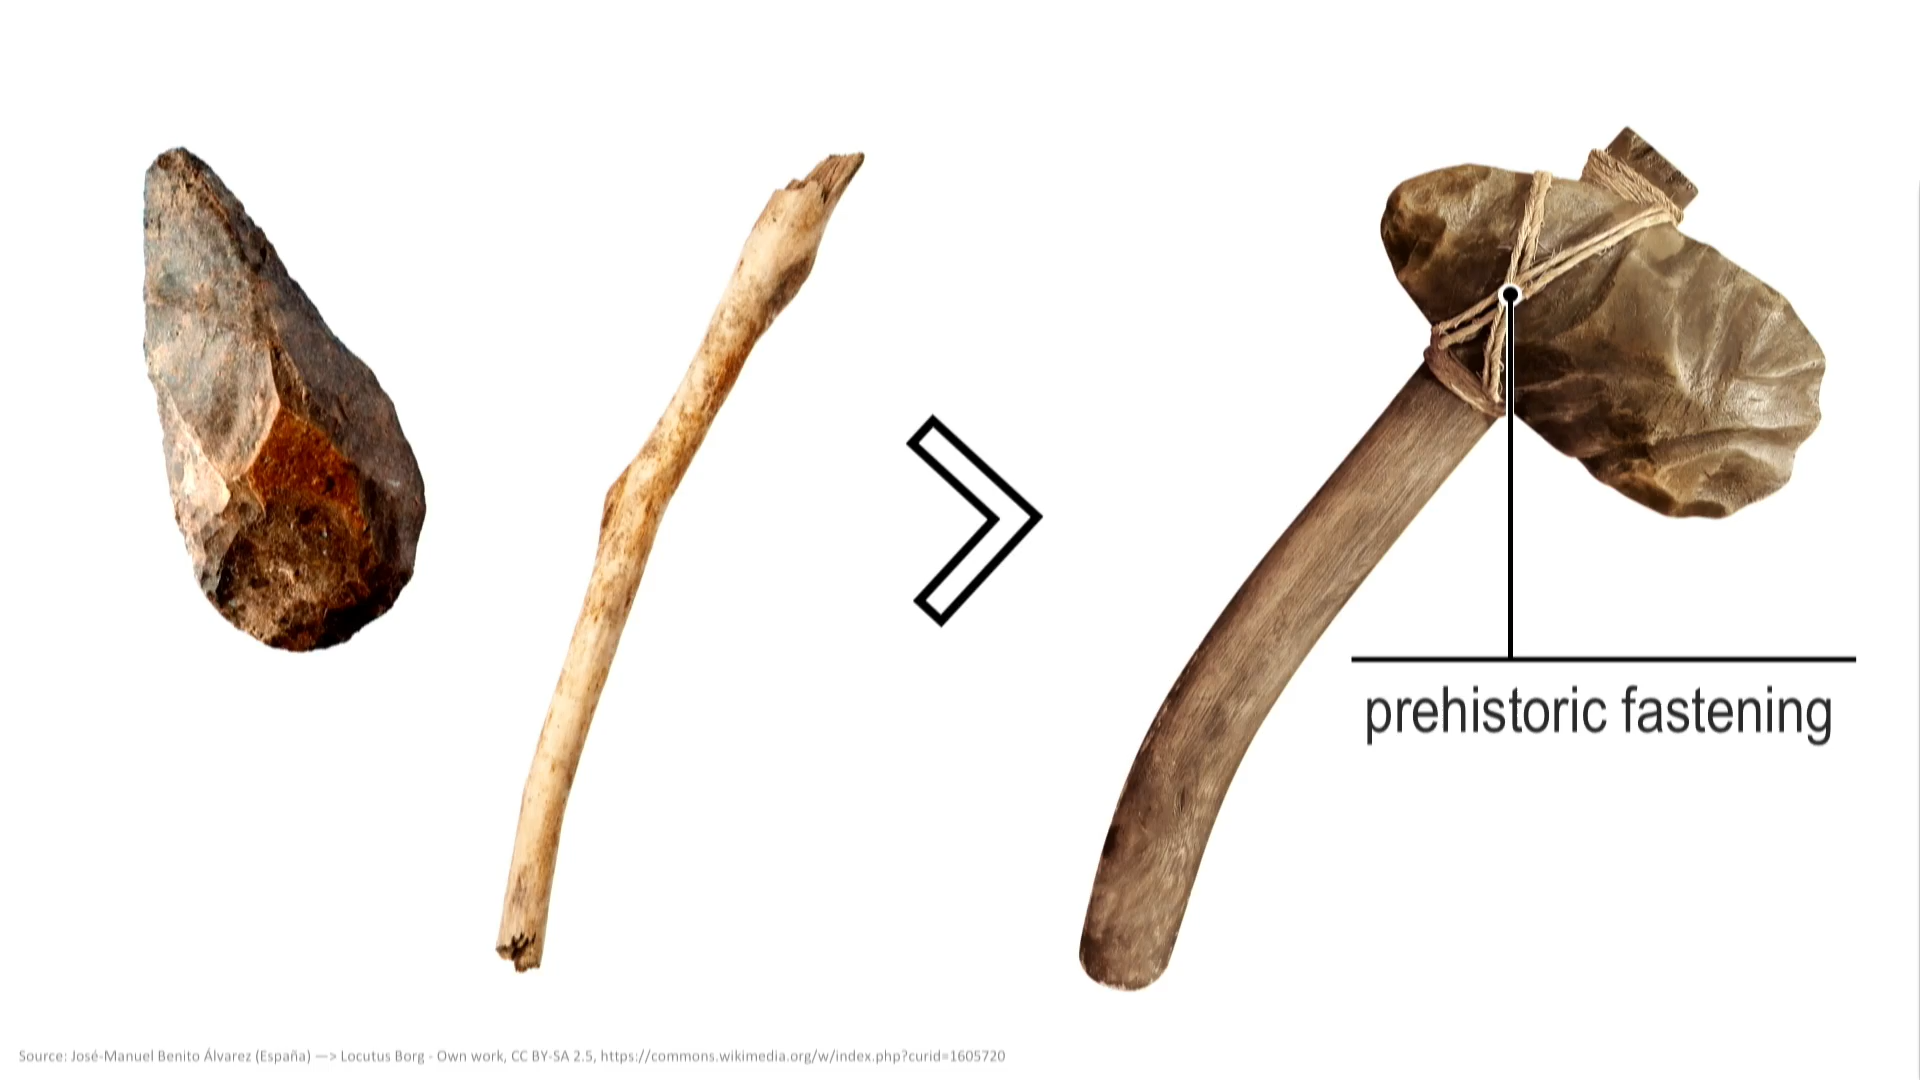 prehistoric fastening
Source: José-Manuel Benito Álvarez (España) —> Locutus Borg - Own work, CC BY-SA 2.5, https://commons.wikimedia.org/w/index.php?curid=1605720